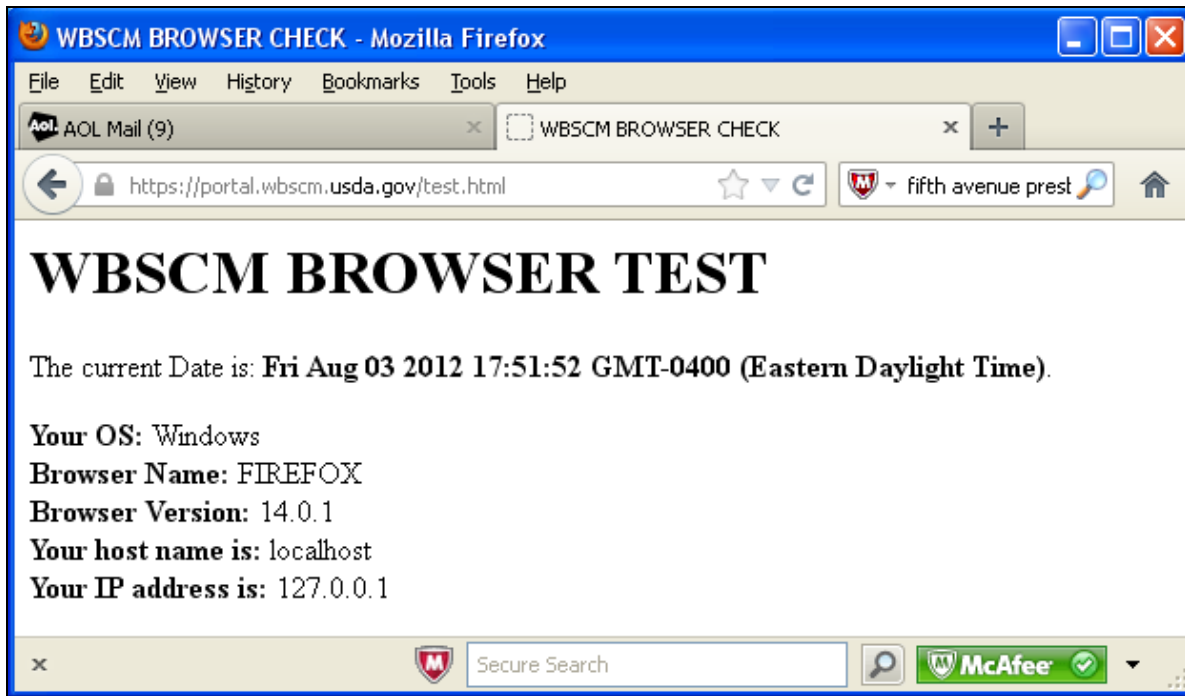 WBSCM BROWSER CHECK - Mozilla Firefox
File Edit View History Bookmarks Tools Help
Aol. AOL Mail (9) WBSCM BROWSER CHECK
https://portal.wbscm.usda.gov/test.html fifth avenue prest
WBSCM BROWSER TEST
The current Date is: Fri Aug 03 2012 17:51:52 GMT-0400 (Eastern Daylight Time).
Your OS: Windows
Browser Name: FIREFOX
Browser Version: 14.0.1
Your host name is: localhost
Your IP address is: 127.0.0.1
Secure Search McAfee